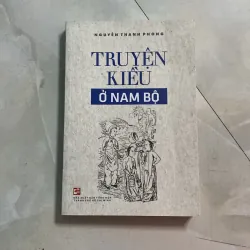 NGUYỄN THANH PHONG
TRUYỆN
KIỀU
Ở NAM BỘ